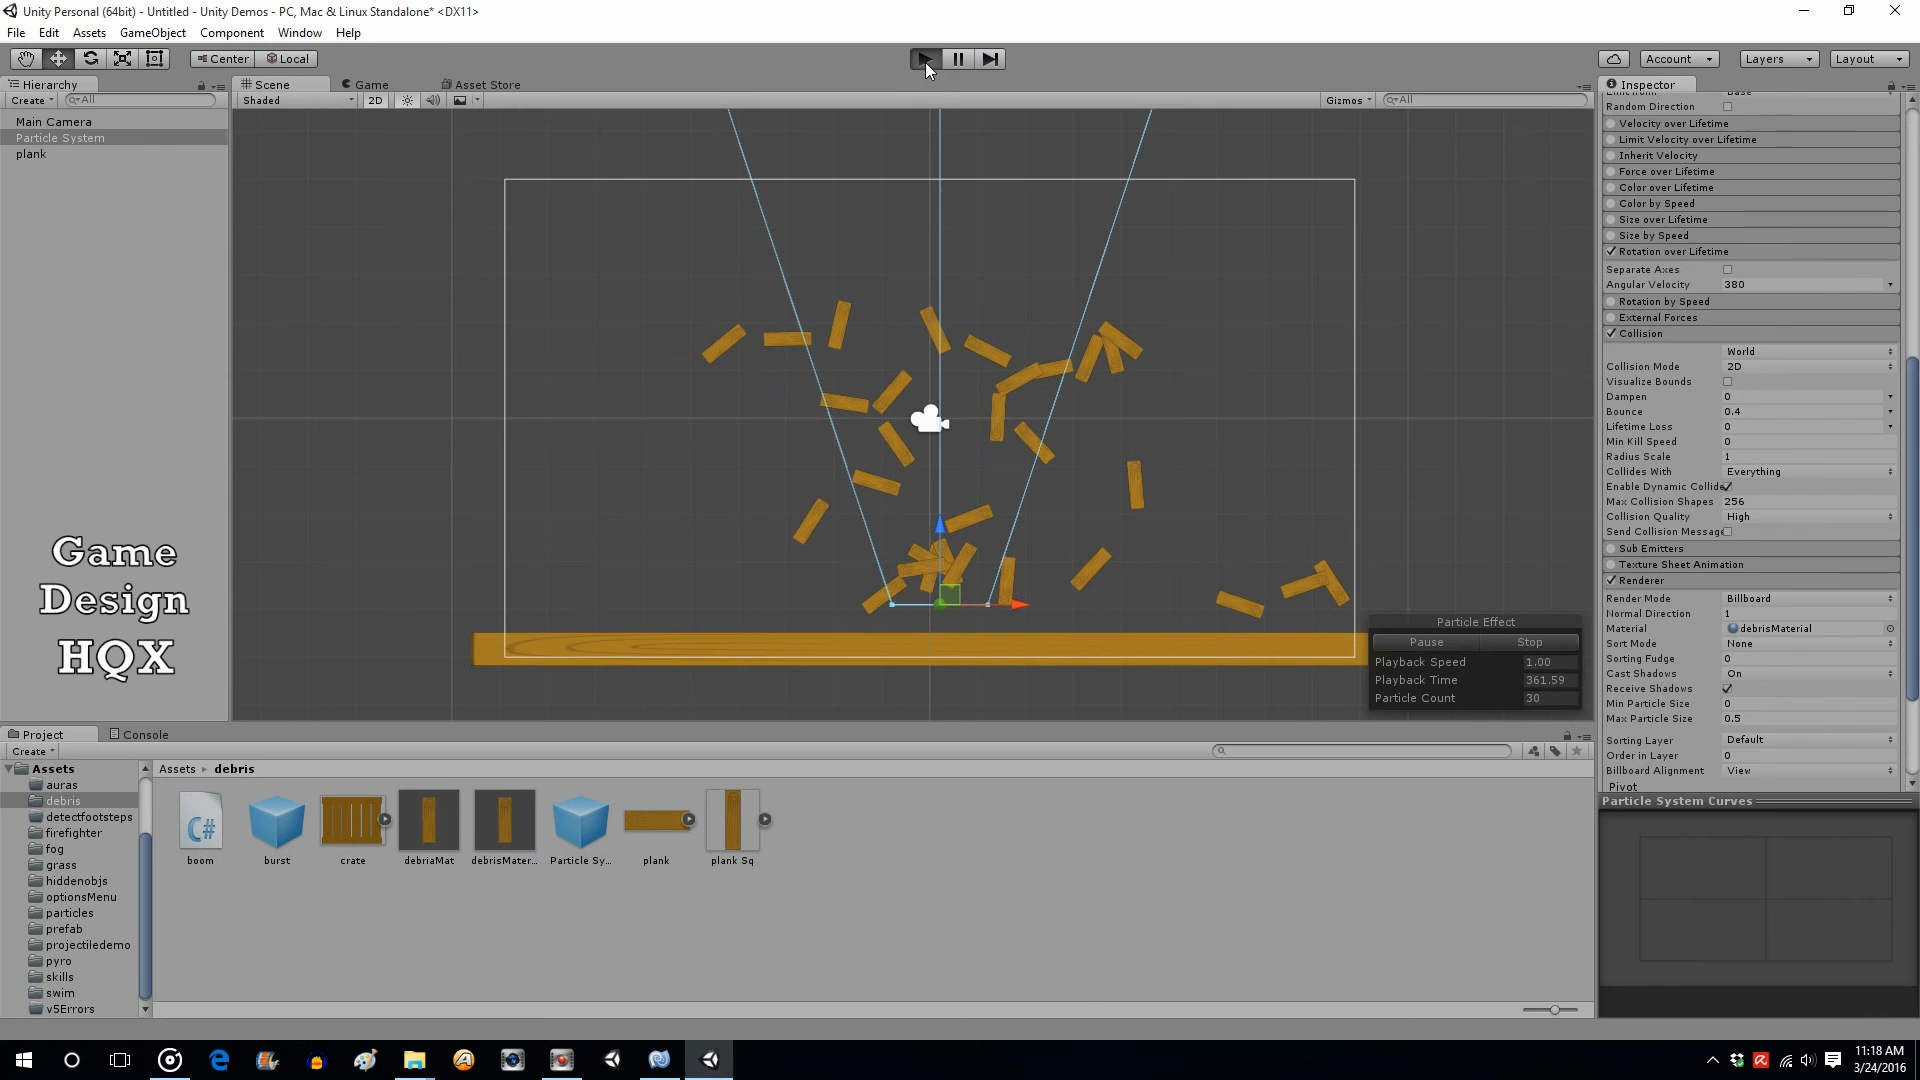 Unity Personal (64bit) - Untitled - Unity Demos - PC, Mac & Linux Standalone* <DX11>
File Edit Assets GameObject Component Window Help
Center Local Account Layers Layout
Hierarchy
Create All
Main Camera
Particle System
plank
Scene Game Asset Store
Shaded 2D Gizmos All
Game
Design
HQX
Particle Effect
Pause Stop
Playback Speed 1.00
Playback Time 361.59
Particle Count 30
Inspector
Random Direction
Velocity over Lifetime
Limit Velocity over Lifetime
Inherit Velocity
Force over Lifetime
Color over Lifetime
Color by Speed
Size over Lifetime
Size by Speed
Rotation over Lifetime
Separate Axes
Angular Velocity 380
Rotation by Speed
External Forces
Collision
World
Collision Mode 2D
Visualize Bounds
Dampen 0
Bounce 0.4
Lifetime Loss 0
Min Kill Speed 0
Radius Scale 1
Collides With Everything
Enable Dynamic Collide
Max Collision Shapes 256
Collision Quality High
Send Collision Message
Sub Emitters
Texture Sheet Animation
Renderer
Render Mode Billboard
Normal Direction 1
Material debrisMaterial
Sort Mode None
Sorting Fudge 0
Cast Shadows On
Receive Shadows
Min Particle Size 0
Max Particle Size 0.5
Sorting Layer Default
Order in Layer 0
Billboard Alignment View
Pivot
Particle System Curves
Project Console
Create
Assets
auras
debris
detectfootsteps
firefighter
fog
grass
hiddenobjs
optionsMenu
particles
prefab
projectiledemo
pyro
skills
swim
v5Errors
Assets debris
C#
boom burst crate debriaMat debrisMater... Particle Sy... plank plank Sq
11:18 AM
3/24/2016